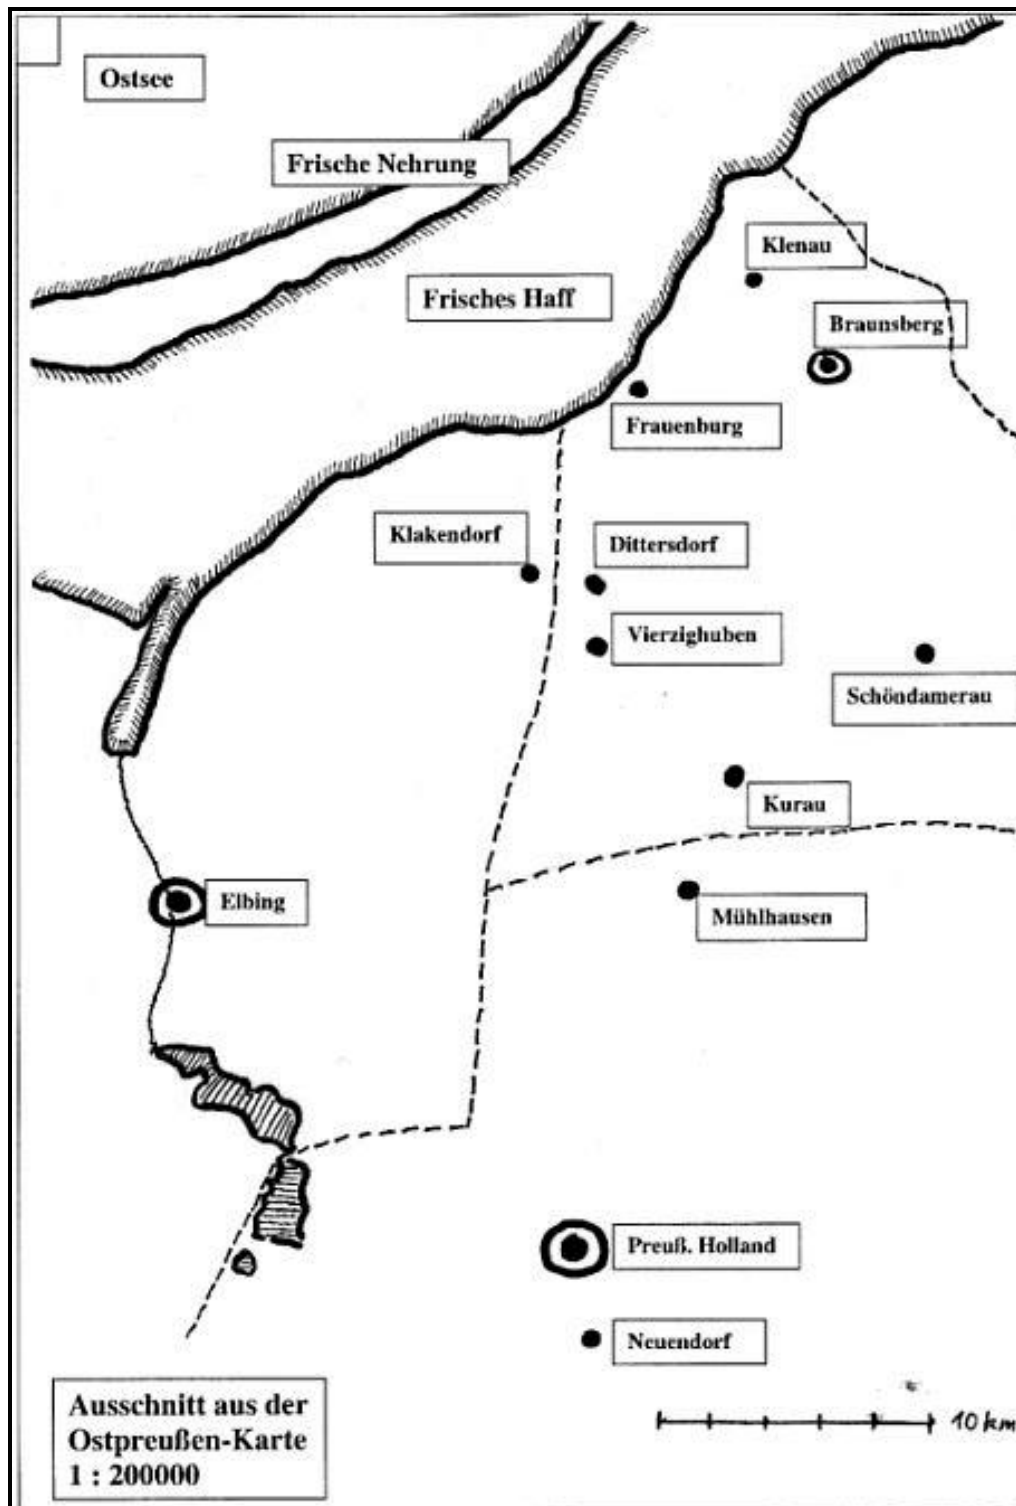 Ostsee
Frische Nehrung
Klenau
Frisches Haff
Braunsberg
Frauenburg
Klakendorf
Dittersdorf
Vierzighuben
Schöndamerau
Kurau
Elbing
Mühlhausen
Preuß. Holland
Neuendorf
Ausschnitt aus der
Ostpreußen-Karte
1 : 200000
10 km